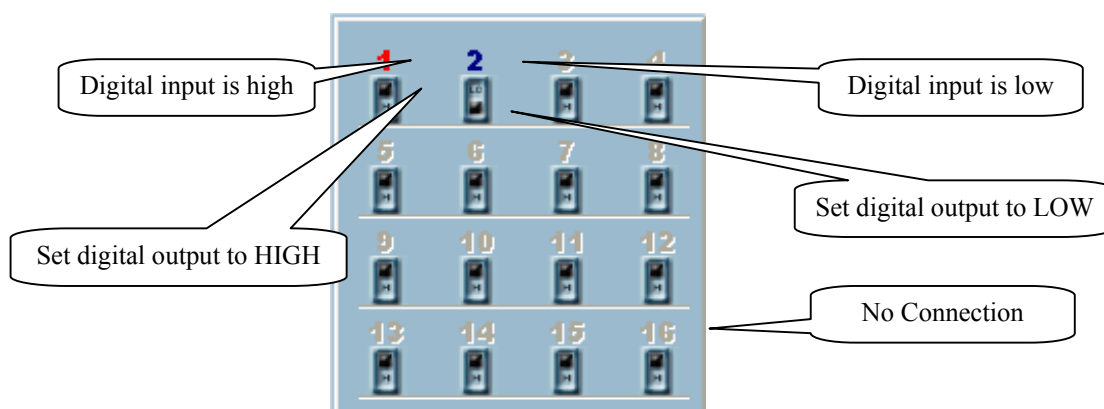 1 2 3 4
Digital input is high
Digital input is low
LO
H H H
5 6 7 8
H H H H
Set digital output to LOW
Set digital output to HIGH
9 10 11 12
H H H H
No Connection
13 14 15 16
H H H H